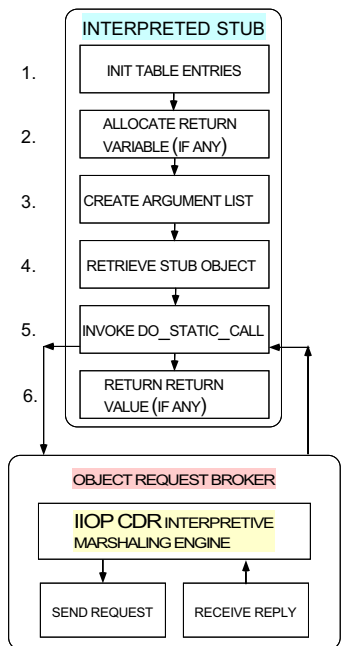 INTERPRETED STUB
1.
INIT TABLE ENTRIES
2.
ALLOCATE RETURN
VARIABLE (IF ANY)
3.
CREATE ARGUMENT LIST
4.
RETRIEVE STUB OBJECT
5.
INVOKE DO_STATIC_CALL
6.
RETURN RETURN
VALUE (IF ANY)
OBJECT REQUEST BROKER
IIOP CDR INTERPRETIVE
MARSHALING ENGINE
SEND REQUEST
RECEIVE REPLY